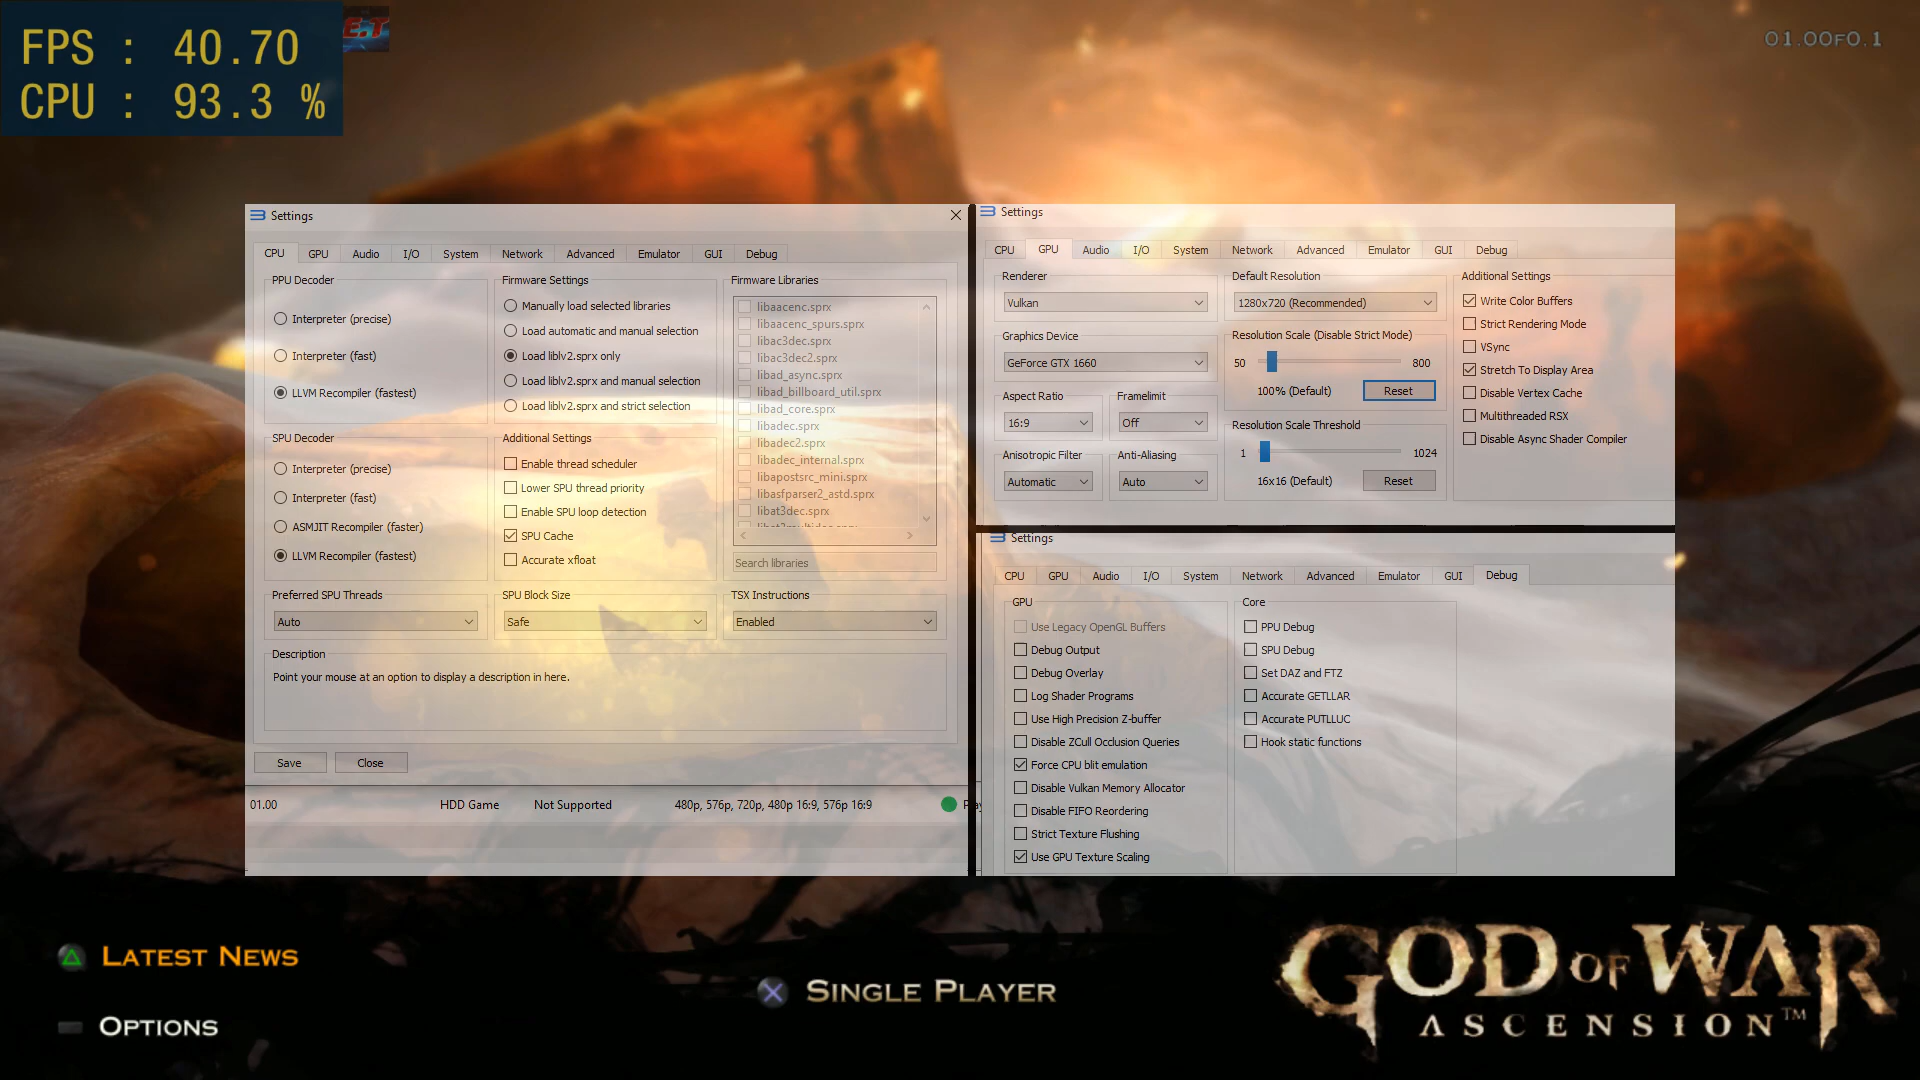 FPS : 40.70
CPU : 93.3 %
E.T
01.00F0.1
Settings
CPU GPU Audio I/O System Network Advanced Emulator GUI Debug
PPU Decoder
Interpreter (precise)
Interpreter (fast)
LLVM Recompiler (fastest)
Firmware Settings
Manually load selected libraries
Load automatic and manual selection
Load liblv2.sprx only
Load liblv2.sprx and manual selection
Load liblv2.sprx and strict selection
Firmware Libraries
libaacenc.sprx
libaacenc_spurs.sprx
libac3dec.sprx
libac3dec2.sprx
libad_async.sprx
libad_billboard_util.sprx
libad_core.sprx
libadec.sprx
libadec2.sprx
libadec_internal.sprx
libapostsrc_mini.sprx
libasfparser2_astd.sprx
libat3dec.sprx
Search libraries
SPU Decoder
Interpreter (precise)
Interpreter (fast)
ASMJIT Recompiler (faster)
LLVM Recompiler (fastest)
Additional Settings
Enable thread scheduler
Lower SPU thread priority
Enable SPU loop detection
SPU Cache
Accurate xfloat
Preferred SPU Threads
Auto
SPU Block Size
Safe
TSX Instructions
Enabled
Description
Point your mouse at an option to display a description in here.
Save Close
01.00 HDD Game Not Supported 480p, 576p, 720p, 480p 16:9, 576p 16:9
Settings
CPU GPU Audio I/O System Network Advanced Emulator GUI Debug
Renderer
Vulkan
Graphics Device
GeForce GTX 1660
Aspect Ratio
16:9
Framelimit
Off
Anisotropic Filter
Automatic
Anti-Aliasing
Auto
Default Resolution
1280x720 (Recommended)
Resolution Scale (Disable Strict Mode)
50 800
100% (Default) Reset
Resolution Scale Threshold
1 1024
16x16 (Default) Reset
Additional Settings
Write Color Buffers
Strict Rendering Mode
VSync
Stretch To Display Area
Disable Vertex Cache
Multithreaded RSX
Disable Async Shader Compiler
Settings
CPU GPU Audio I/O System Network Advanced Emulator GUI Debug
GPU
Use Legacy OpenGL Buffers
Debug Output
Debug Overlay
Log Shader Programs
Use High Precision Z-buffer
Disable ZCull Occlusion Queries
Force CPU blit emulation
Disable Vulkan Memory Allocator
Disable FIFO Reordering
Strict Texture Flushing
Use GPU Texture Scaling
Core
PPU Debug
SPU Debug
Set DAZ and FTZ
Accurate GETLLAR
Accurate PUTLLUC
Hook static functions
LATEST NEWS
OPTIONS
SINGLE PLAYER
GOD OF WAR
ASCENSION™